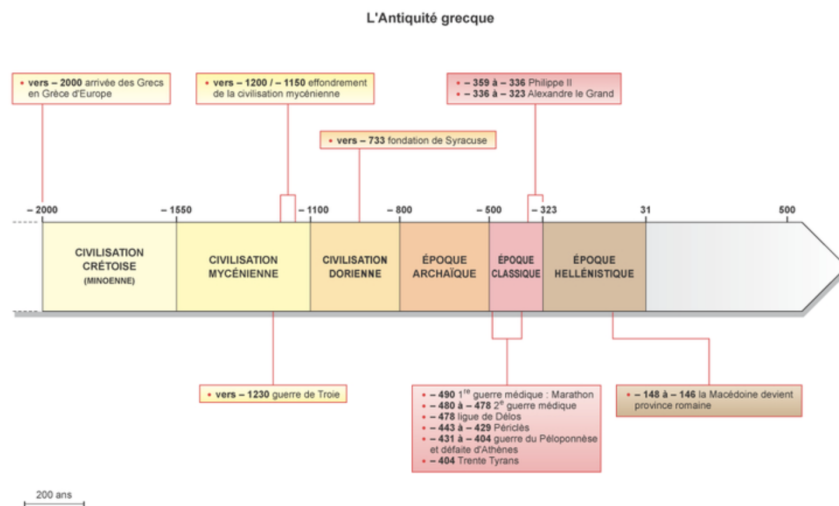 L'Antiquité grecque
• vers – 2000 arrivée des Grecs
en Grèce d'Europe
• vers – 1200 / – 1150 effondrement
de la civilisation mycénienne
• – 359 à – 336 Philippe II
• – 336 à – 323 Alexandre le Grand
• vers – 733 fondation de Syracuse
– 2000
– 1550
– 1100
– 800
– 500
– 323
31
500
CIVILISATION
CRÉTOISE
(MINOENNE)
CIVILISATION
MYCÉNIENNE
CIVILISATION
DORIENNE
ÉPOQUE
ARCHAÏQUE
ÉPOQUE
CLASSIQUE
ÉPOQUE
HELLÉNISTIQUE
• vers – 1230 guerre de Troie
• – 490 1re guerre médique : Marathon
• – 480 à – 478 2e guerre médique
• – 478 ligue de Délos
• – 443 à – 429 Périclès
• – 431 à – 404 guerre du Péloponnèse
et défaite d'Athènes
• – 404 Trente Tyrans
• – 148 à – 146 la Macédoine devient
province romaine
200 ans